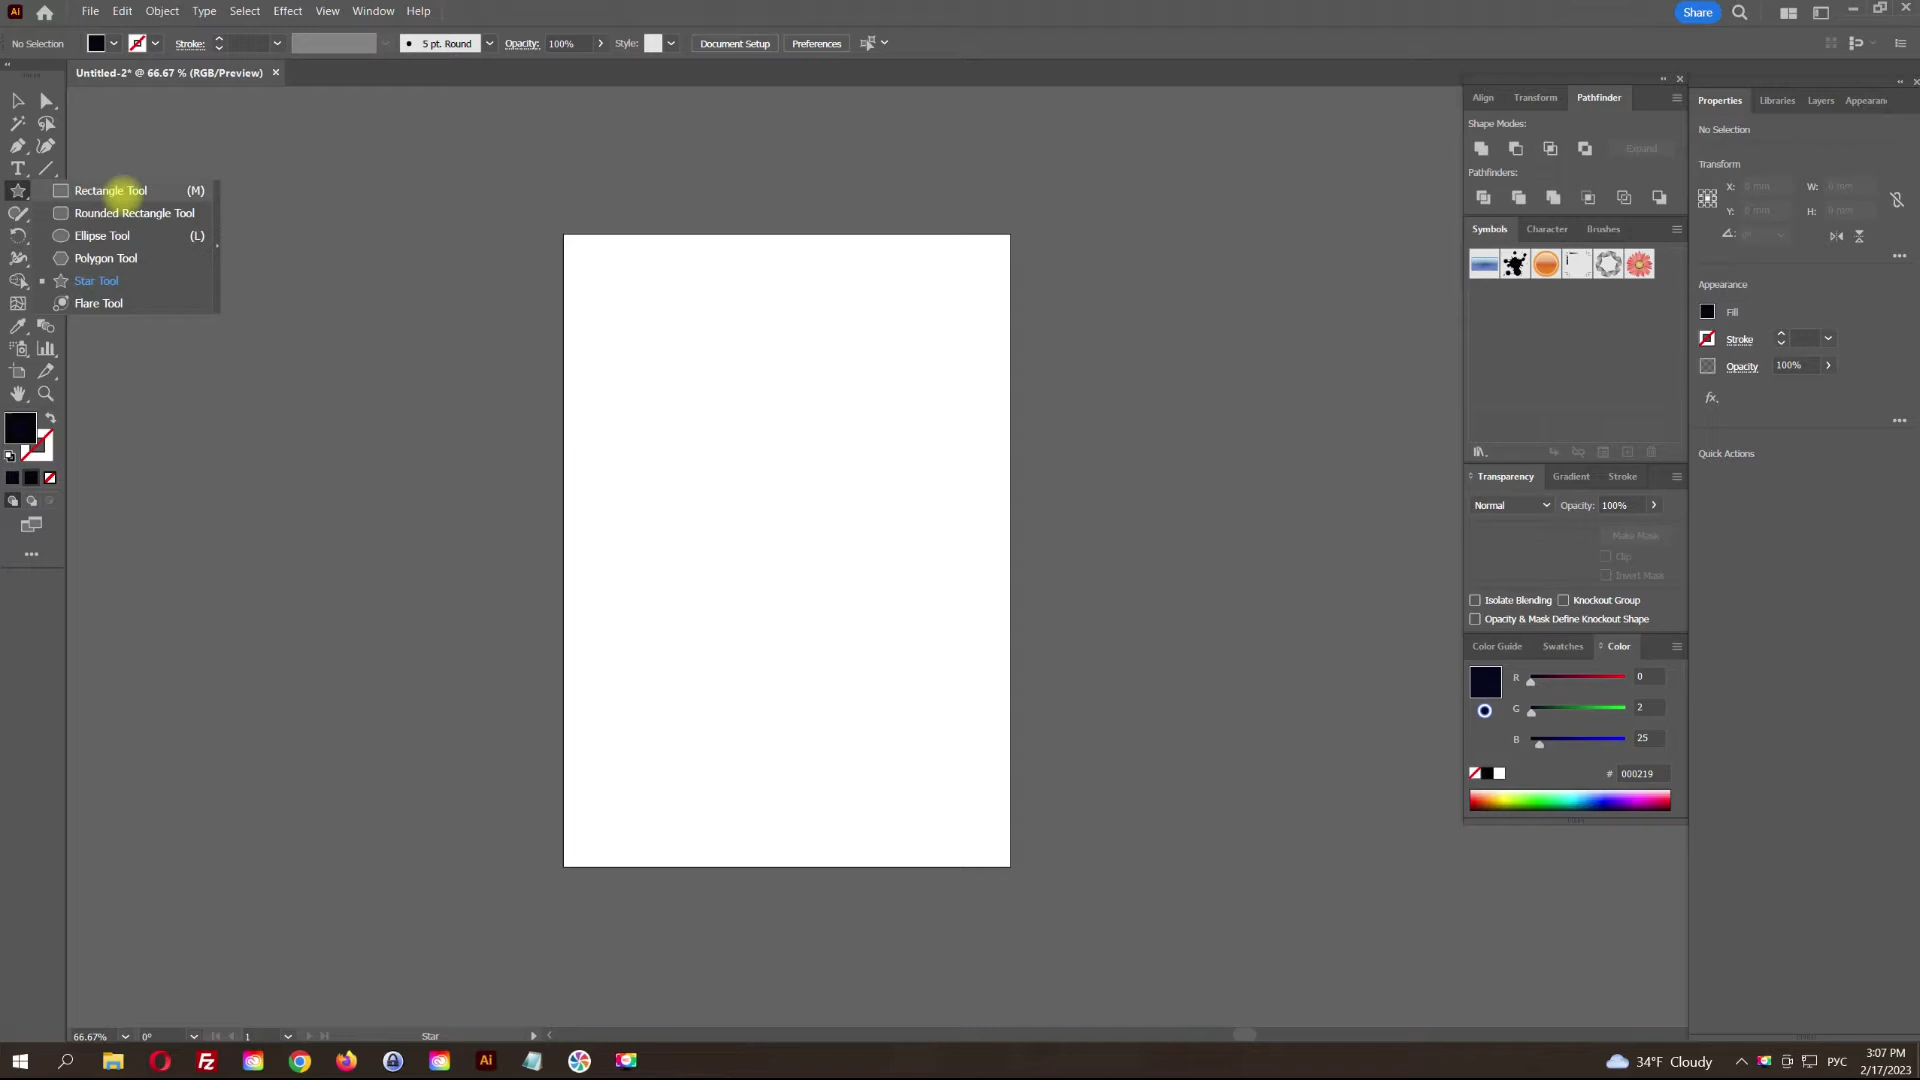 Ai File Edit Object Type Select Effect View Window Help Share
No Selection Stroke: 5 pt. Round Opacity: 100% Style: Document Setup Preferences
Untitled-2* @ 66.67 % (RGB/Preview) ×
Rectangle Tool (M)
Rounded Rectangle Tool
Ellipse Tool (L)
Polygon Tool
Star Tool
Flare Tool
Align Transform Pathfinder
Shape Modes:
Expand
Pathfinders:
Symbols Character Brushes
Transparency Gradient Stroke
Normal Opacity: 100%
Make Mask
Clip
Invert Mask
Isolate Blending Knockout Group
Opacity & Mask Define Knockout Shape
Color Guide Swatches Color
R 0
G 2
B 25
# 000219
Properties Libraries Layers Appearan
No Selection
Transform
X: 0 mm W: 0 mm
Y: 0 mm H: 0 mm
0°
Appearance
Fill
Stroke
Opacity 100%
fx.
Quick Actions
66.67% 0° 1 Star
Ai 34°F Cloudy РУС 3:07 PM
2/17/2023